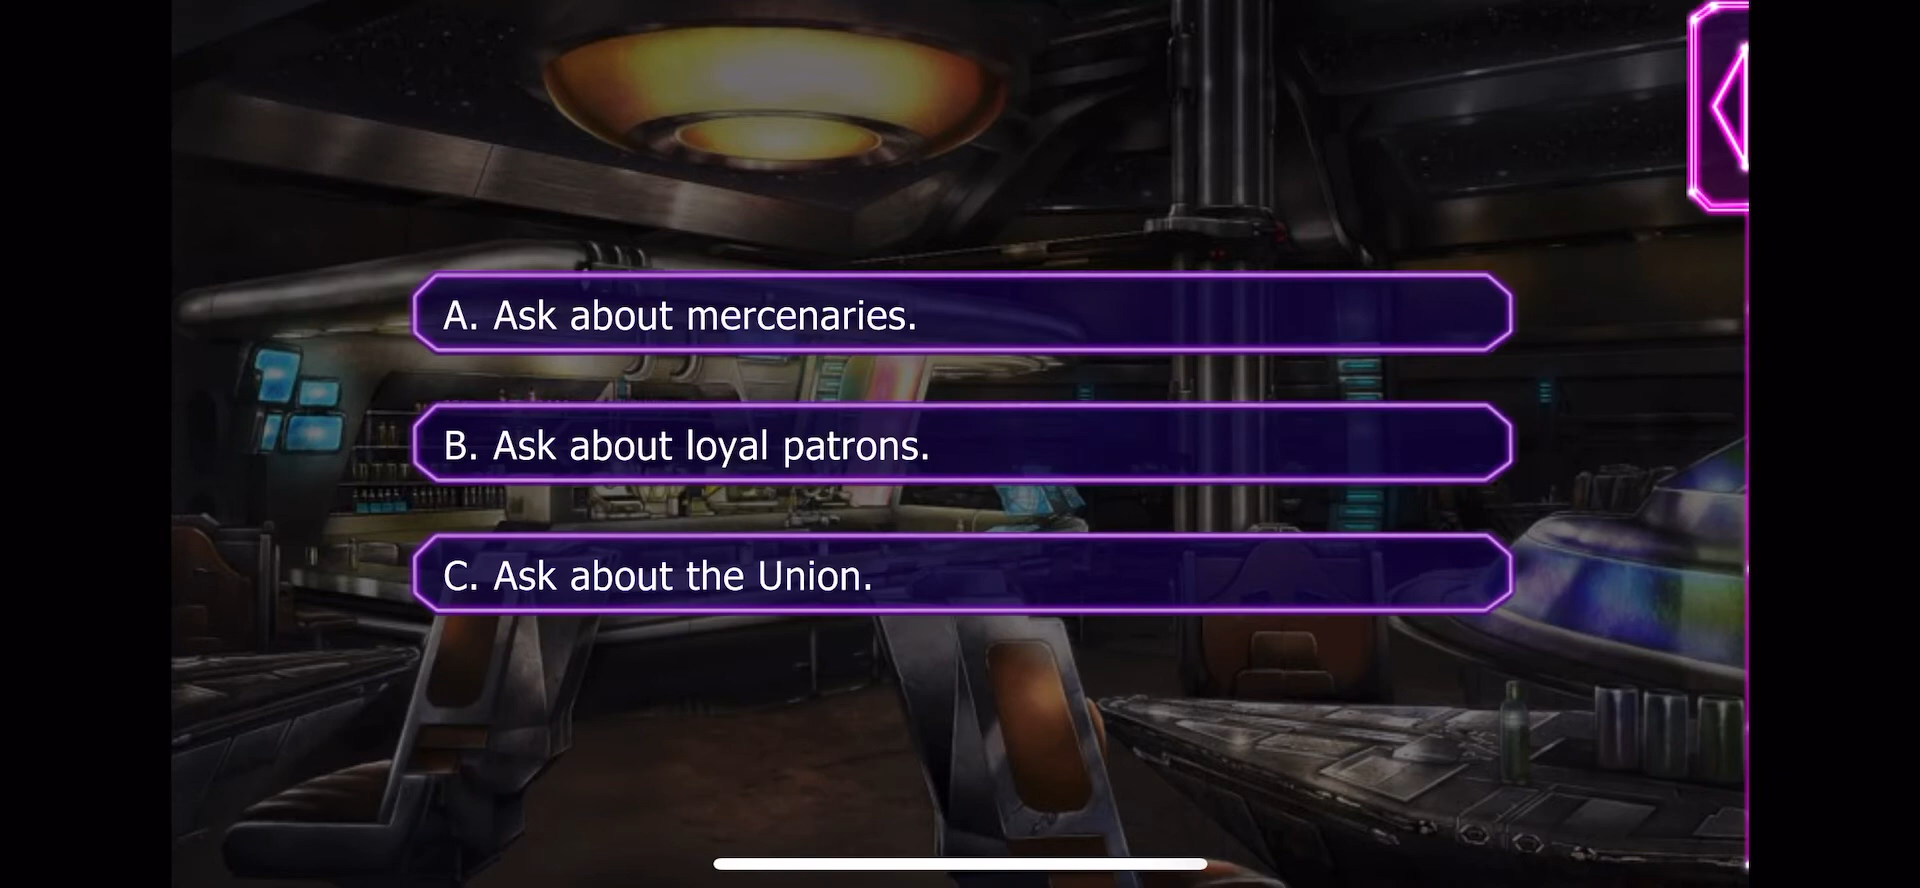 A. Ask about mercenaries.
B. Ask about loyal patrons.
C. Ask about the Union.